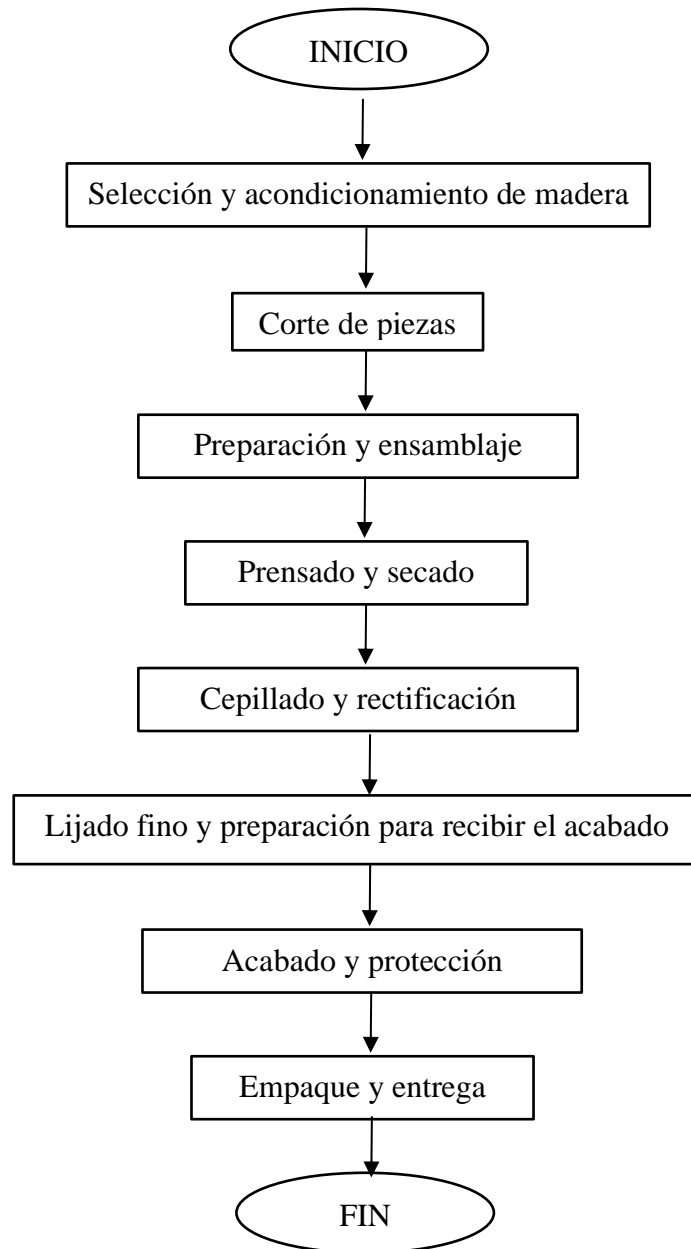 INICIO
Selección y acondicionamiento de madera
Corte de piezas
Preparación y ensamblaje
Prensado y secado
Cepillado y rectificación
Lijado fino y preparación para recibir el acabado
Acabado y protección
Empaque y entrega
FIN